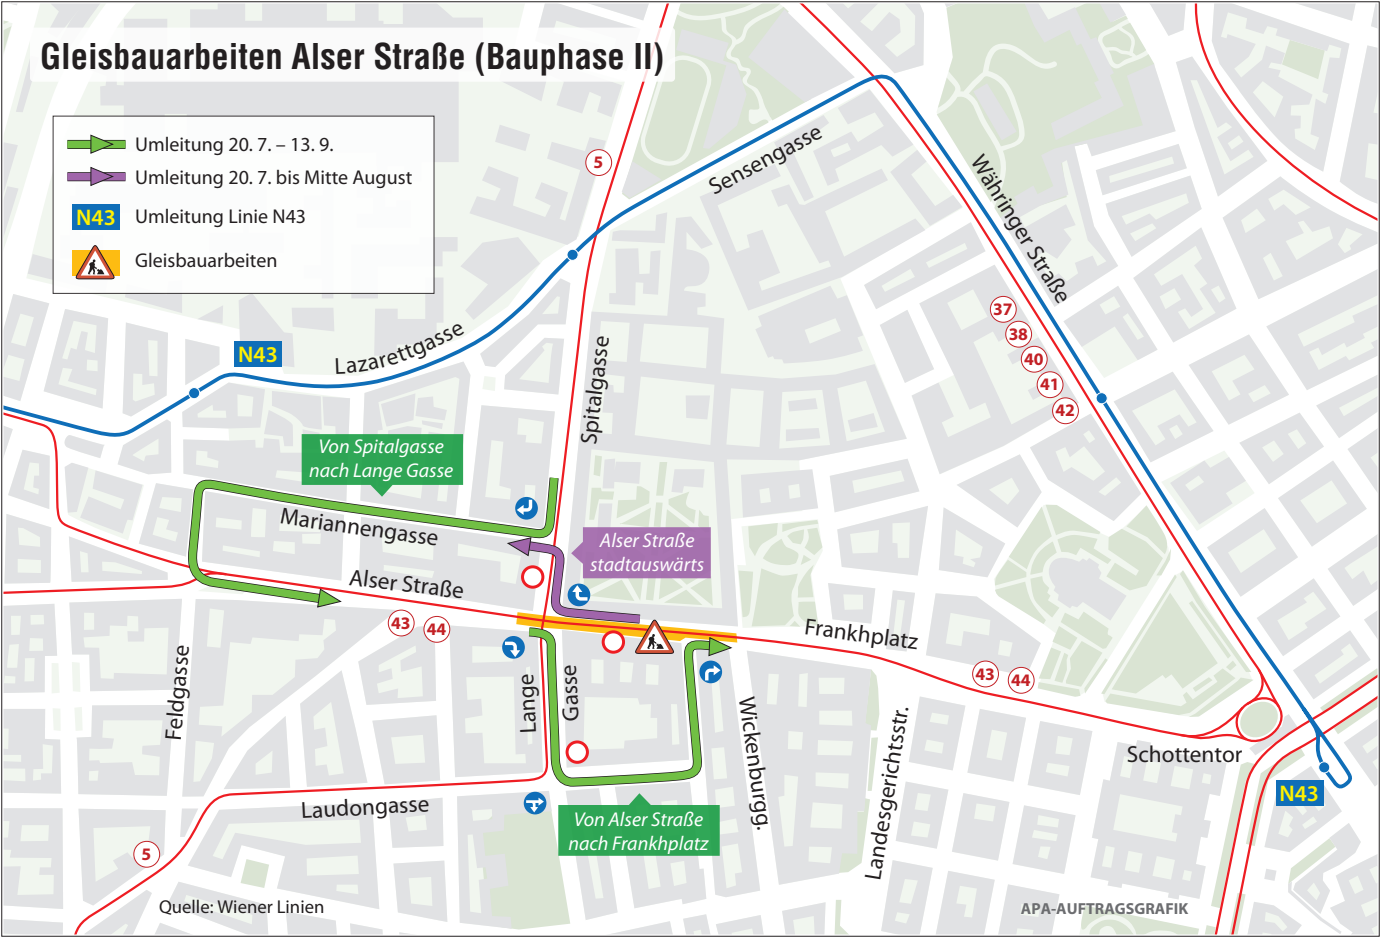 Gleisbauarbeiten Alser Straße (Bauphase II)
Umleitung 20. 7. – 13. 9.
Umleitung 20. 7. bis Mitte August
N43 Umleitung Linie N43
Gleisbauarbeiten
5
Sensengasse
Währinger Straße
37
38
40
41
42
N43
Lazarettgasse
Spitalgasse
Von Spitalgasse
nach Lange Gasse
Mariannengasse
Alser Straße
stadtauswärts
Alser Straße
43
44
Frankhplatz
43
44
Feldgasse
Lange
Gasse
Wickenburgg.
Landesgerichtsstr.
Schottentor
N43
Laudongasse
Von Alser Straße
nach Frankhplatz
5
Quelle: Wiener Linien
APA-AUFTRAGSGRAFIK